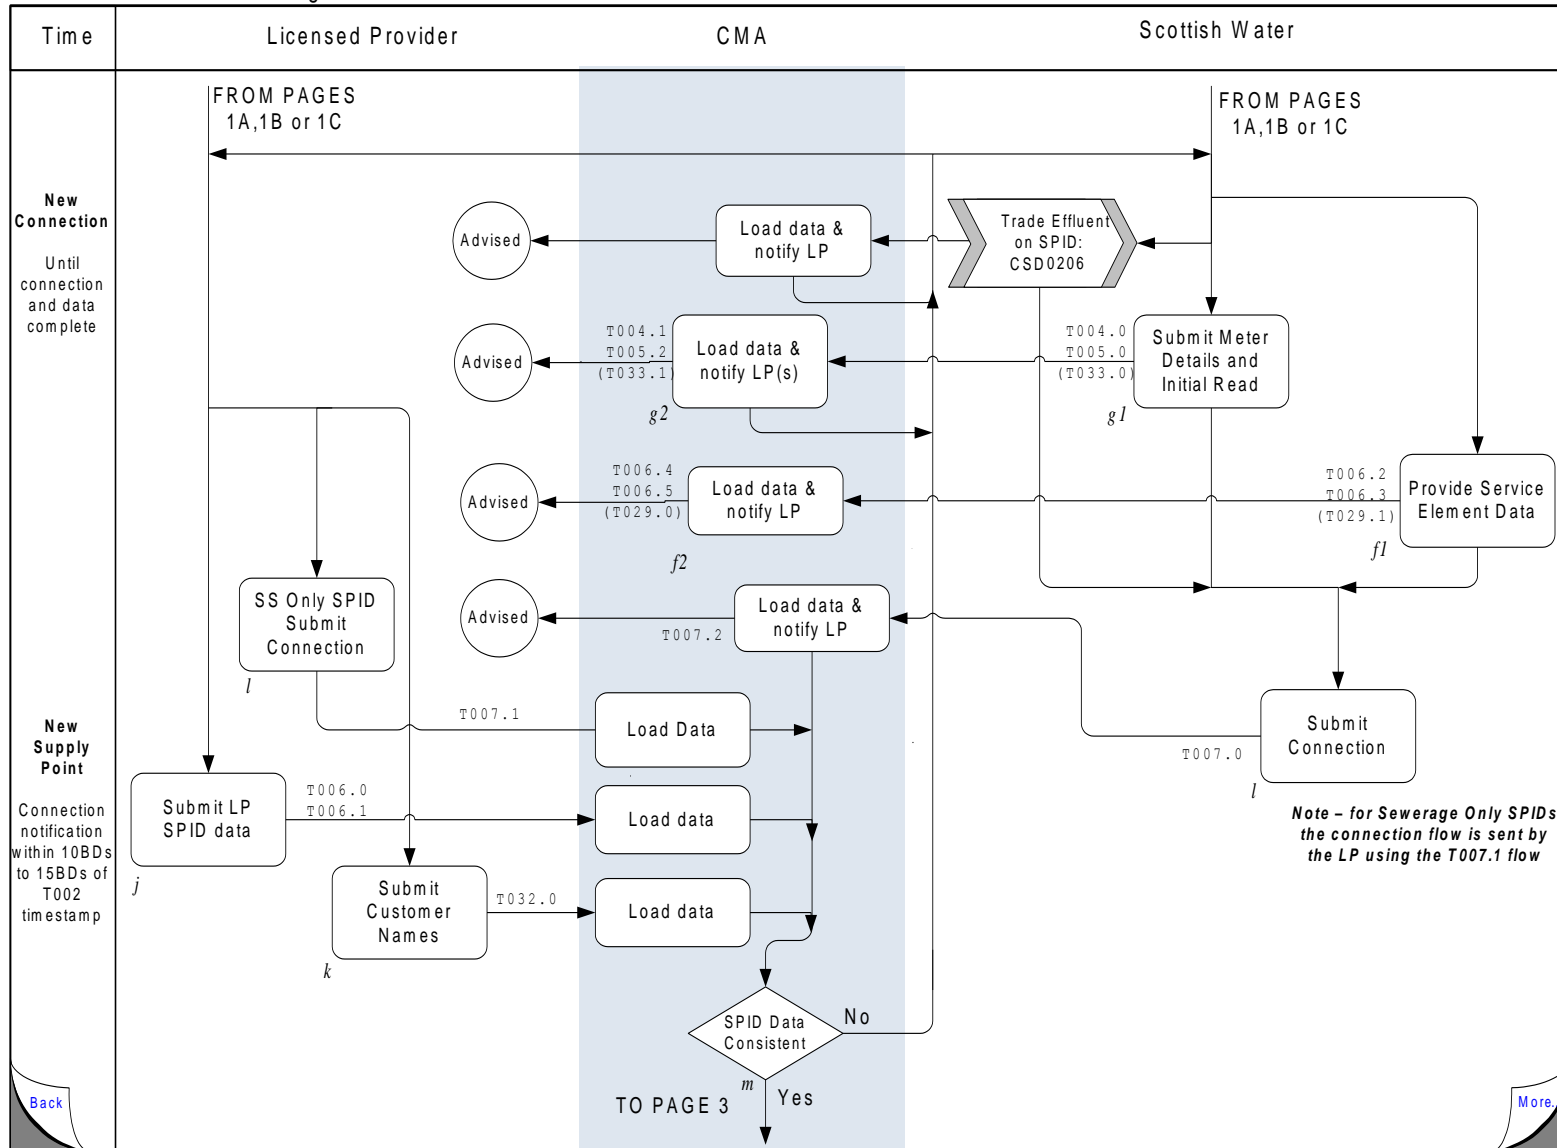 Time
Licensed Provider
CMA
Scottish Water
FROM PAGES
1A,1B or 1C
FROM PAGES
1A,1B or 1C
New
Connection
Until
connection
and data
complete
Advised
Load data &
notify LP
Trade Effluent
on SPID:
CSD0206
Advised
T004.1
T005.2
(T033.1)
Load data &
notify LP(s)
g2
T004.0
T005.0
(T033.0)
Submit Meter
Details and
Initial Read
g1
Advised
T006.4
T006.5
(T029.0)
Load data &
notify LP
f2
T006.2
T006.3
(T029.1)
Provide Service
Element Data
f1
SS Only SPID
Submit
Connection
l
Advised
T007.2
Load data &
notify LP
T007.1
Load Data
T007.0
Submit
Connection
l
New
Supply
Point
Connection
notification
within 10BDs
to 15BDs of
T002
timestamp
Submit LP
SPID data
j
T006.0
T006.1
Load data
Note – for Sewerage Only SPIDs
the connection flow is sent by
the LP using the T007.1 flow
Submit
Customer
Names
k
T032.0
Load data
SPID Data
Consistent
m
No
Yes
TO PAGE 3
Back
More..